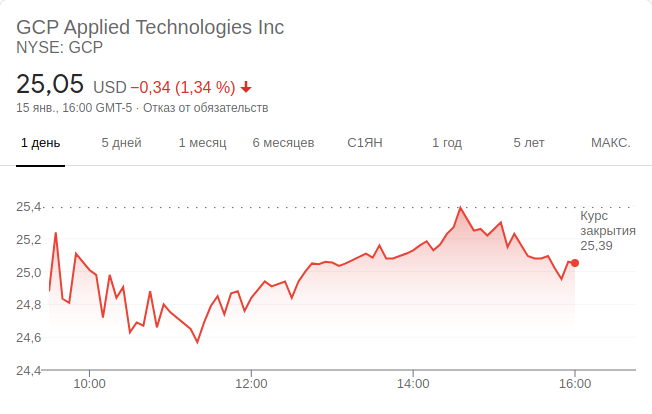 GCP Applied Technologies Inc
NYSE: GCP
25,05 USD −0,34 (1,34 %) ↓
15 янв., 16:00 GMT-5 · Отказ от обязательств
1 день 5 дней 1 месяц 6 месяцев С1ЯН 1 год 5 лет МАКС.
25,4
25,2
25,0
24,8
24,6
24,4
Курс
закрытия
25,39
10:00 12:00 14:00 16:00